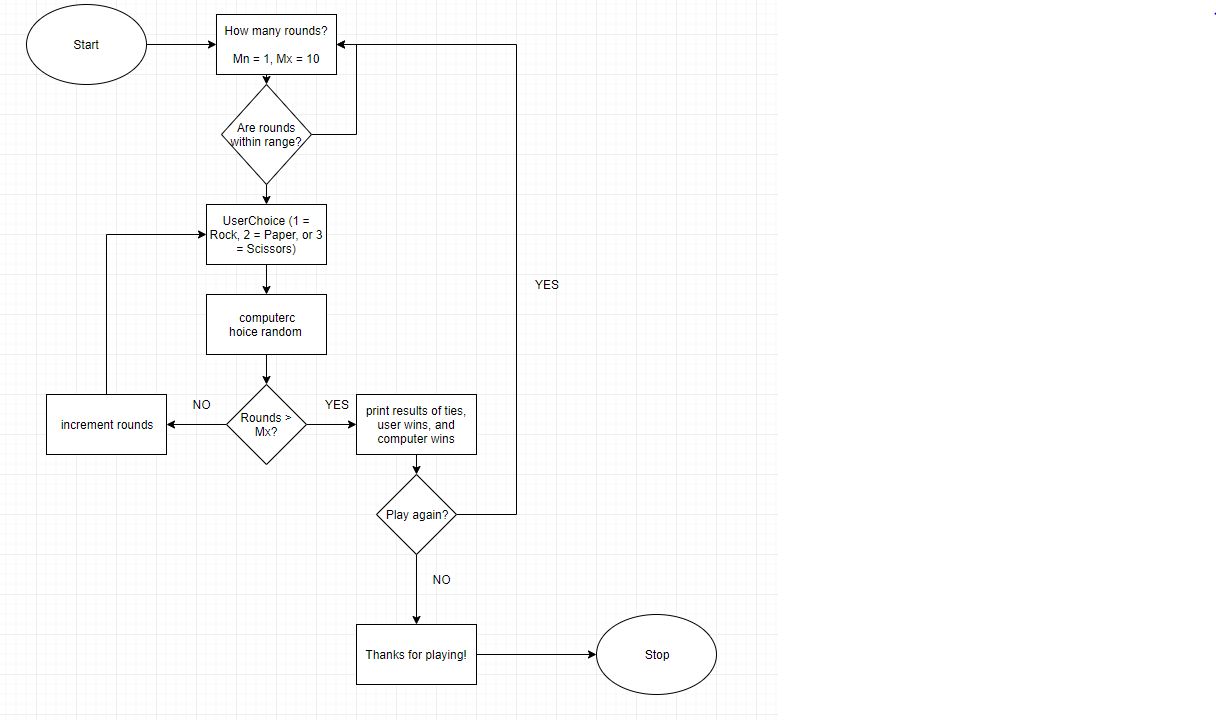 Start
How many rounds?
Mn = 1, Mx = 10
Are rounds
within range?
UserChoice (1 =
Rock, 2 = Paper, or 3
= Scissors)
YES
computerc
hoice random
NO
YES
increment rounds
Rounds >
Mx?
print results of ties,
user wins, and
computer wins
Play again?
NO
Thanks for playing!
Stop